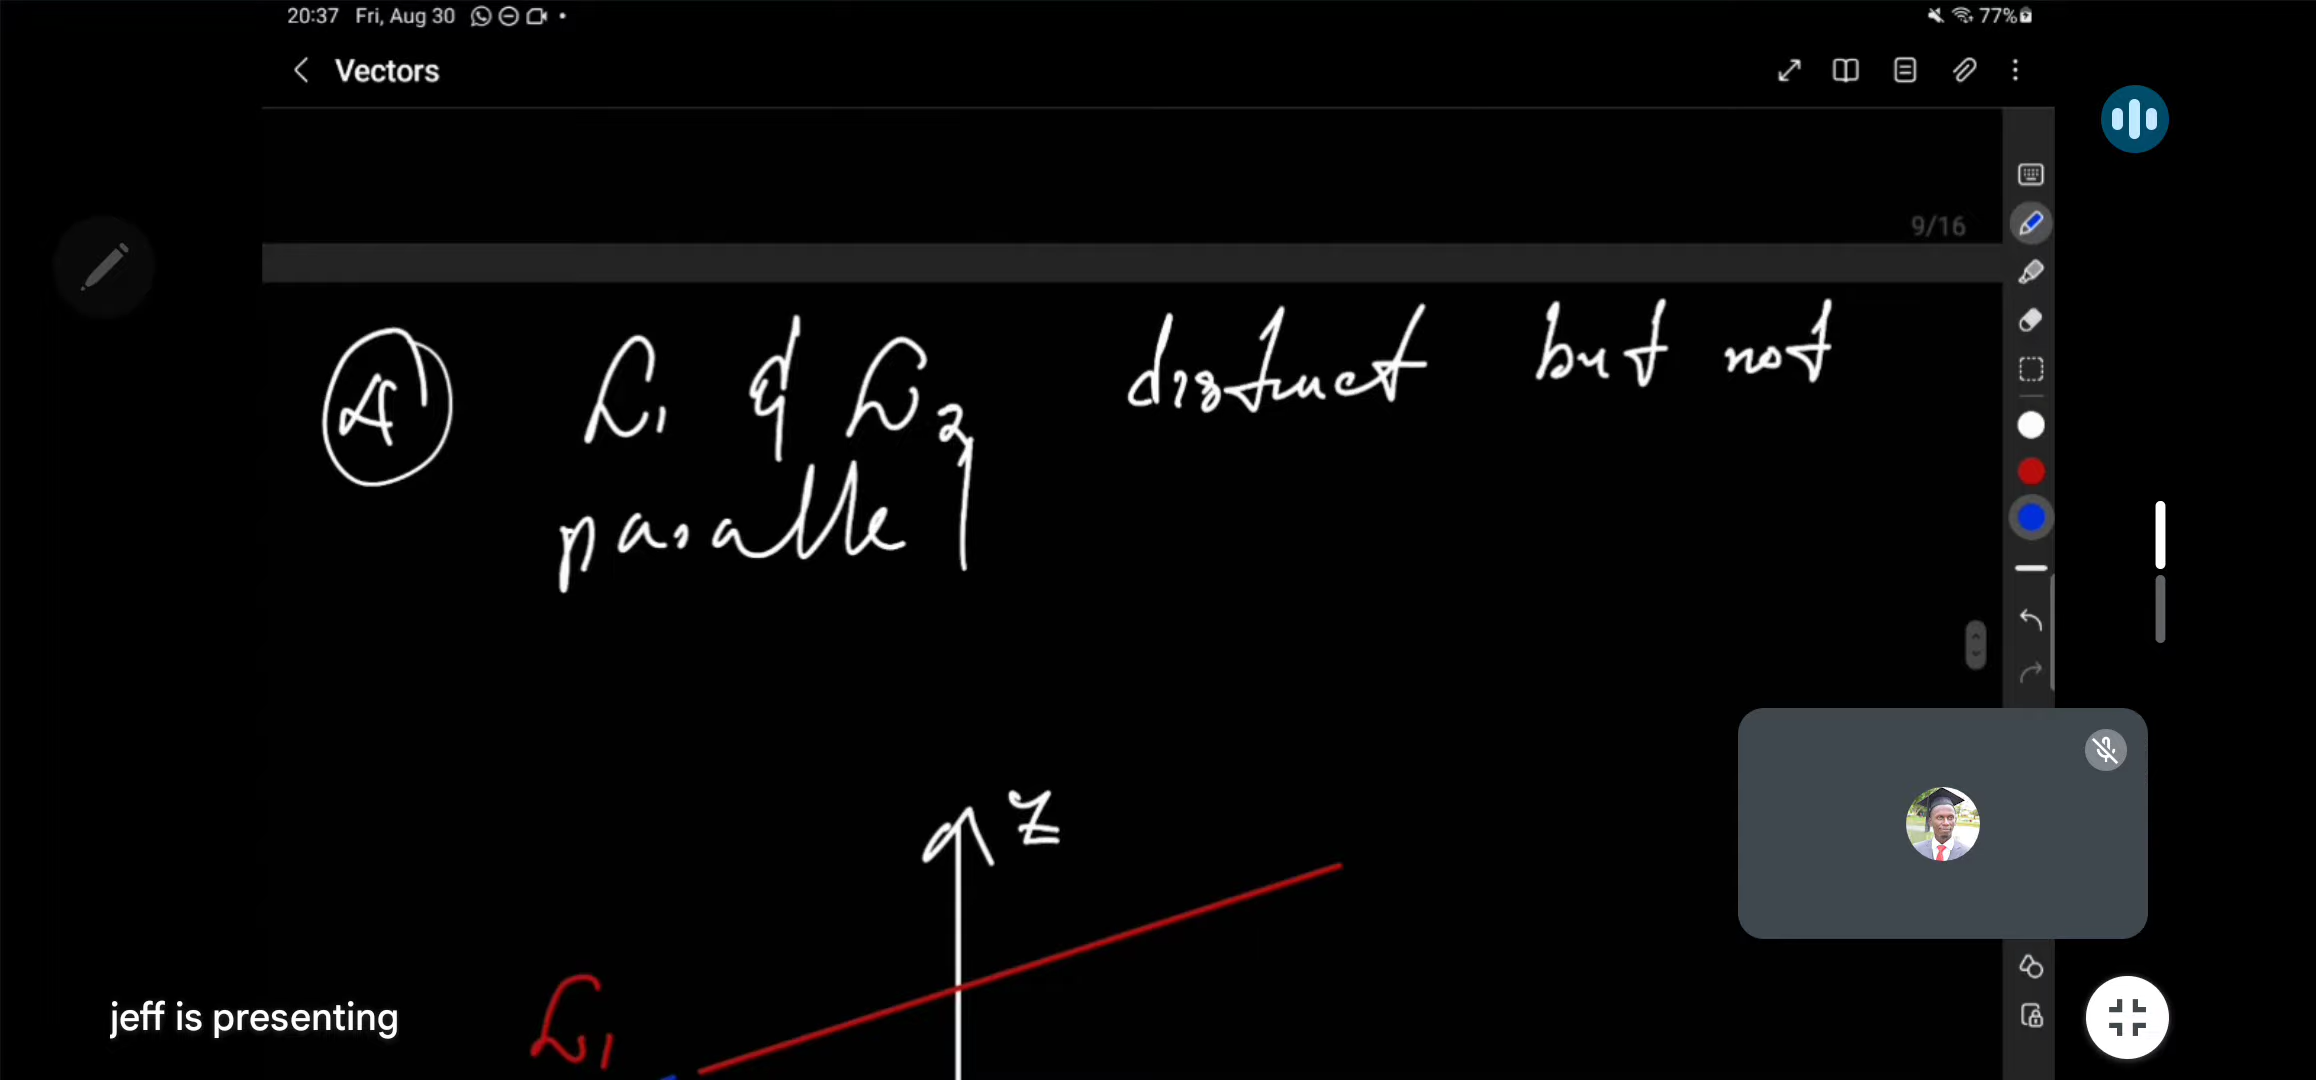 20:37 Fri, Aug 30 77%
Vectors
9/16
④ L₁ & L₂ distinct but not
parallel
z
L₁
jeff is presenting